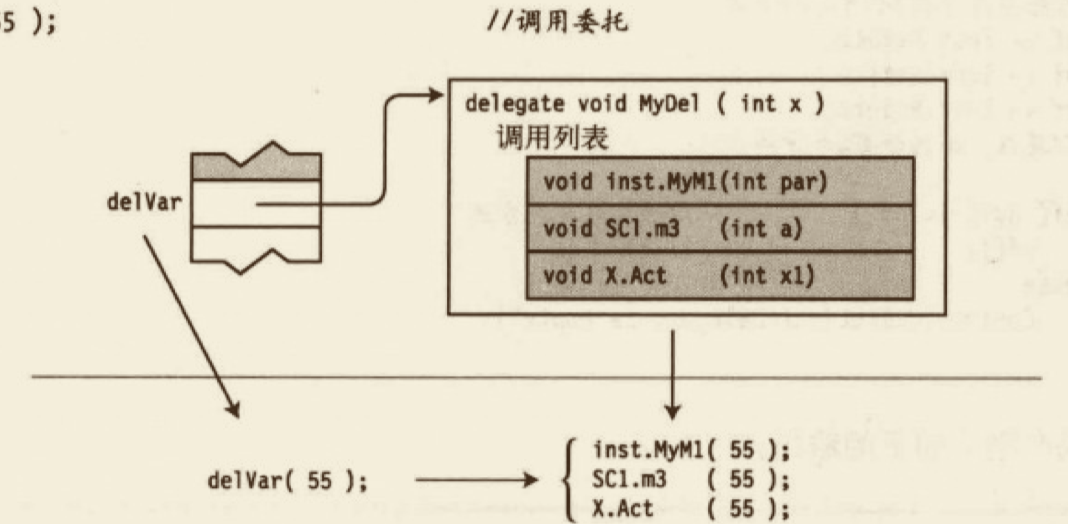 5 );
//调用委托
delegate void MyDel ( int x )
调用列表
void inst.MyM1(int par)
delVar
void SCl.m3 (int a)
void X.Act (int x1)
delVar( 55 );
inst.MyM1( 55 );
SCl.m3 ( 55 );
X.Act ( 55 );